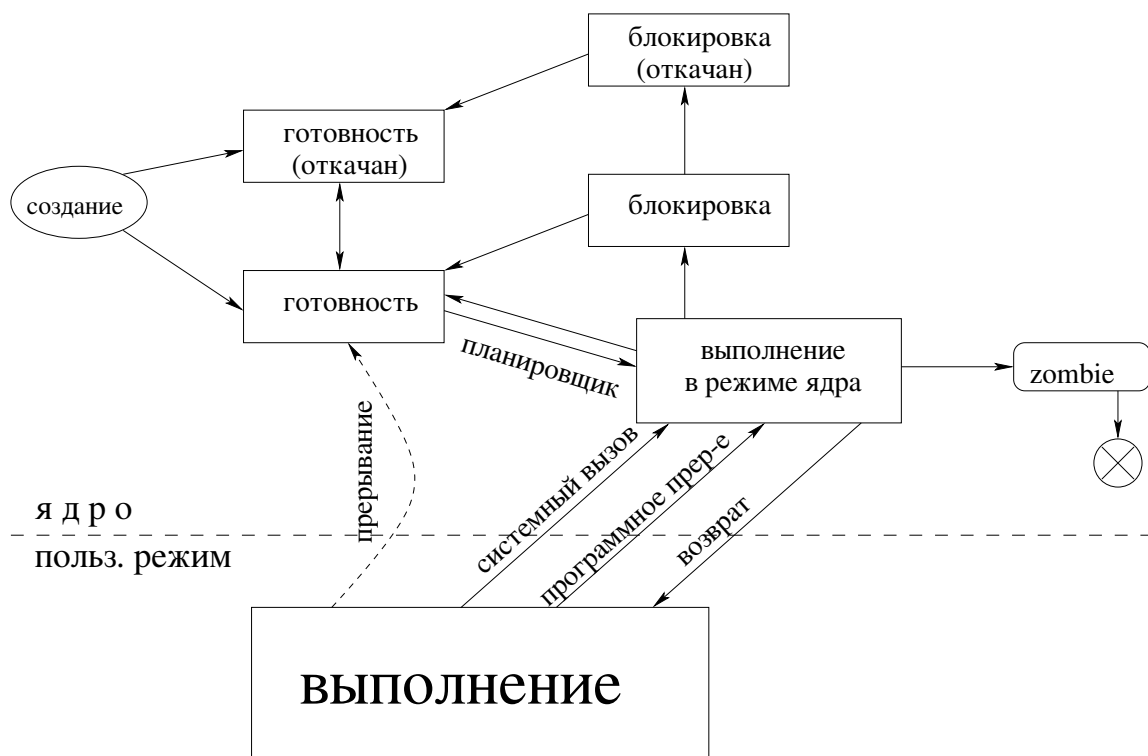 блокировка
(откачан)
готовность
(откачан)
создание
блокировка
готовность
планировщик
выполнение
в режиме ядра
zombie
прерывание
системный вызов
программное прер-е
возврат
я д р о
польз. режим
выполнение